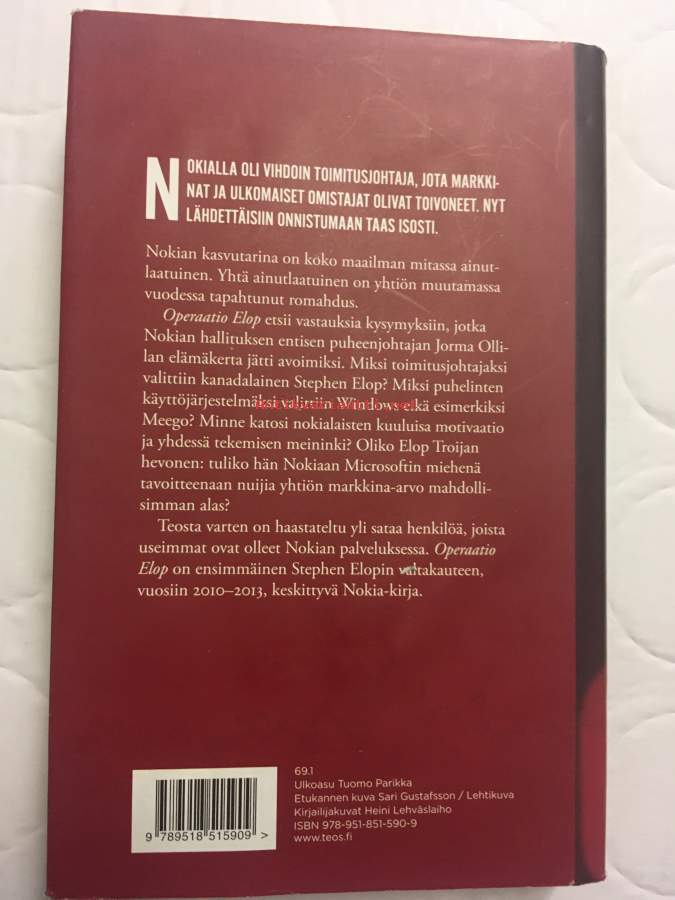 NOKIALLA OLI VIHDOIN TOIMITUSJOHTAJA, JOTA MARKKI-
NAT JA ULKOMAISET OMISTAJAT OLIVAT TOIVONEET. NYT
LÄHDETTÄISIIN ONNISTUMAAN TAAS ISOSTI.
Nokian kasvutarina on koko maailman mitassa ainut-
laatuinen. Yhtä ainutlaatuinen on yhtiön muutamassa
vuodessa tapahtunut romahdus.
Operaatio Elop etsii vastauksia kysymyksiin, jotka
Nokian hallituksen entisen puheenjohtajan Jorma Olli-
lan elämäkerta jätti avoimiksi. Miksi toimitusjohtajaksi
valittiin kanadalainen Stephen Elop? Miksi puhelinten
käyttöjärjestelmäksi valittiin Windows eikä esimerkiksi
Meego? Minne katosi nokialaisten kuuluisa motivaatio
ja yhdessä tekemisen meininki? Oliko Elop Troijan
hevonen: tuliko hän Nokiaan Microsoftin miehenä
tavoitteenaan nuijia yhtiön markkina-arvo mahdolli-
simman alas?
Teosta varten on haastateltu yli sataa henkilöä, joista
useimmat ovat olleet Nokian palveluksessa. Operaatio
Elop on ensimmäinen Stephen Elopin valtakauteen,
vuosiin 2010–2013, keskittyvä Nokia-kirja.
69.1
Ulkoasu Tuomo Parikka
Etukannen kuva Sari Gustafsson / Lehtikuva
Kirjailijakuvat Heini Lehväslaiho
ISBN 978-951-851-590-9
www.teos.fi
9 789518 515909 >